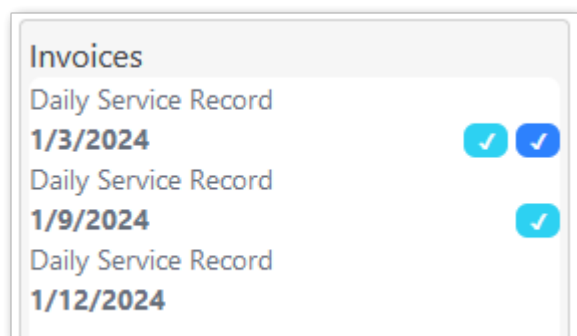 Invoices
Daily Service Record
1/3/2024
Daily Service Record
1/9/2024
Daily Service Record
1/12/2024